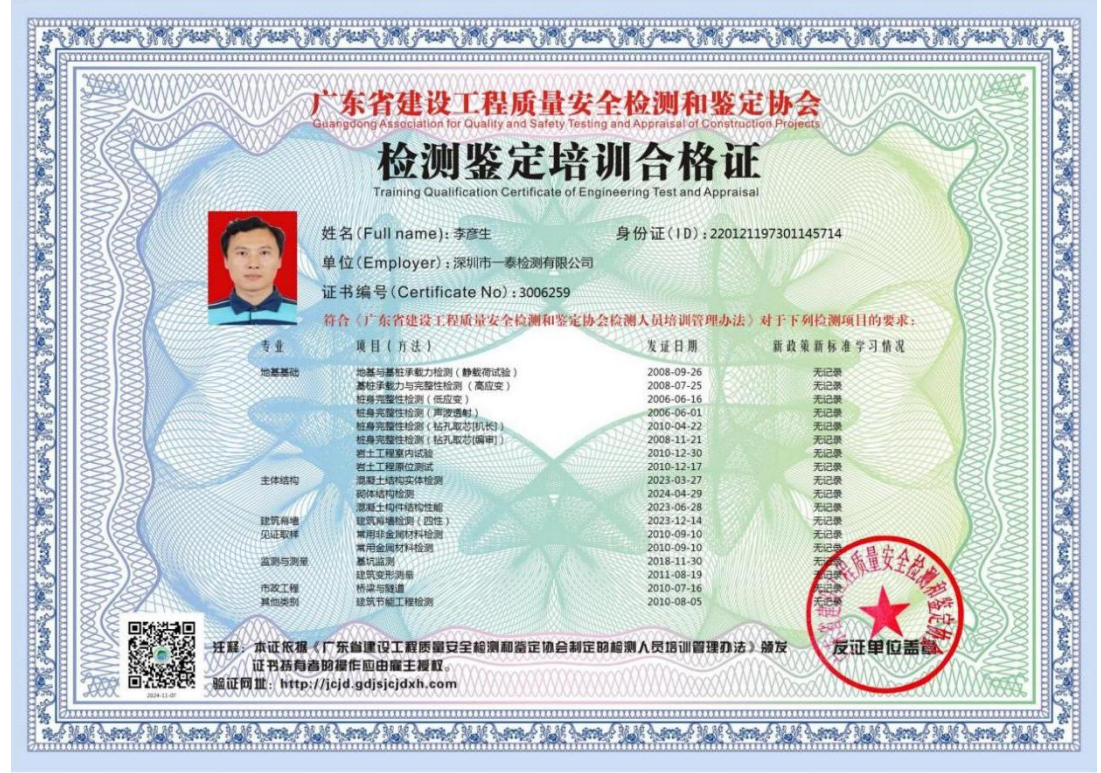 广东省建设工程质量安全检测和鉴定协会
Guangdong Association for Quality and Safety Testing and Appraisal of Construction Projects
检测鉴定培训合格证
Training Qualification Certificate of Engineering Test and Appraisal
姓名(Full name): 李彦生 身份证(ID): 220121197301145714
单位(Employer): 深圳市一泰检测有限公司
证书编号(Certificate No): 3006259
符合《广东省建设工程质量安全检测和鉴定协会检测人员培训管理办法》对于下列检测项目的要求:
专业 项目(方法) 发证日期 新政策新标准学习情况
地基基础 地基与基桩承载力检测(静载荷试验) 2008-09-26 无记录
基桩承载力与完整性检测(高应变) 2008-07-25 无记录
桩身完整性检测(低应变) 2006-06-16 无记录
桩身完整性检测(声波透射) 2006-06-01 无记录
桩身完整性检测(钻孔取芯[机长]) 2010-04-22 无记录
桩身完整性检测(钻孔取芯[编审]) 2008-11-21 无记录
岩土工程室内试验 2010-12-30 无记录
岩土工程原位测试 2010-12-17 无记录
主体结构 混凝土结构实体检测 2023-03-27 无记录
砌体结构检测 2024-04-29 无记录
混凝土构件结构性能 2023-06-28 无记录
建筑幕墙 建筑幕墙检测(四性) 2023-12-14 无记录
见证取样 常用非金属材料检测 2010-09-10 无记录
常用金属材料检测 2010-09-10 无记录
监测与测量 基坑监测 2018-11-30 无记录
建筑变形测量 2011-08-19 无记录
市政工程 桥梁与隧道 2010-07-16 无记录
其他类别 建筑节能工程检测 2010-08-05 无记录
注释: 本证依据《广东省建设工程质量安全检测和鉴定协会制定的检测人员培训管理办法》颁发
证书持有者的操作应由雇主授权。
验证网址: http://jcjd.gdjsjcjdxh.com
2024-11-07
发证单位盖章